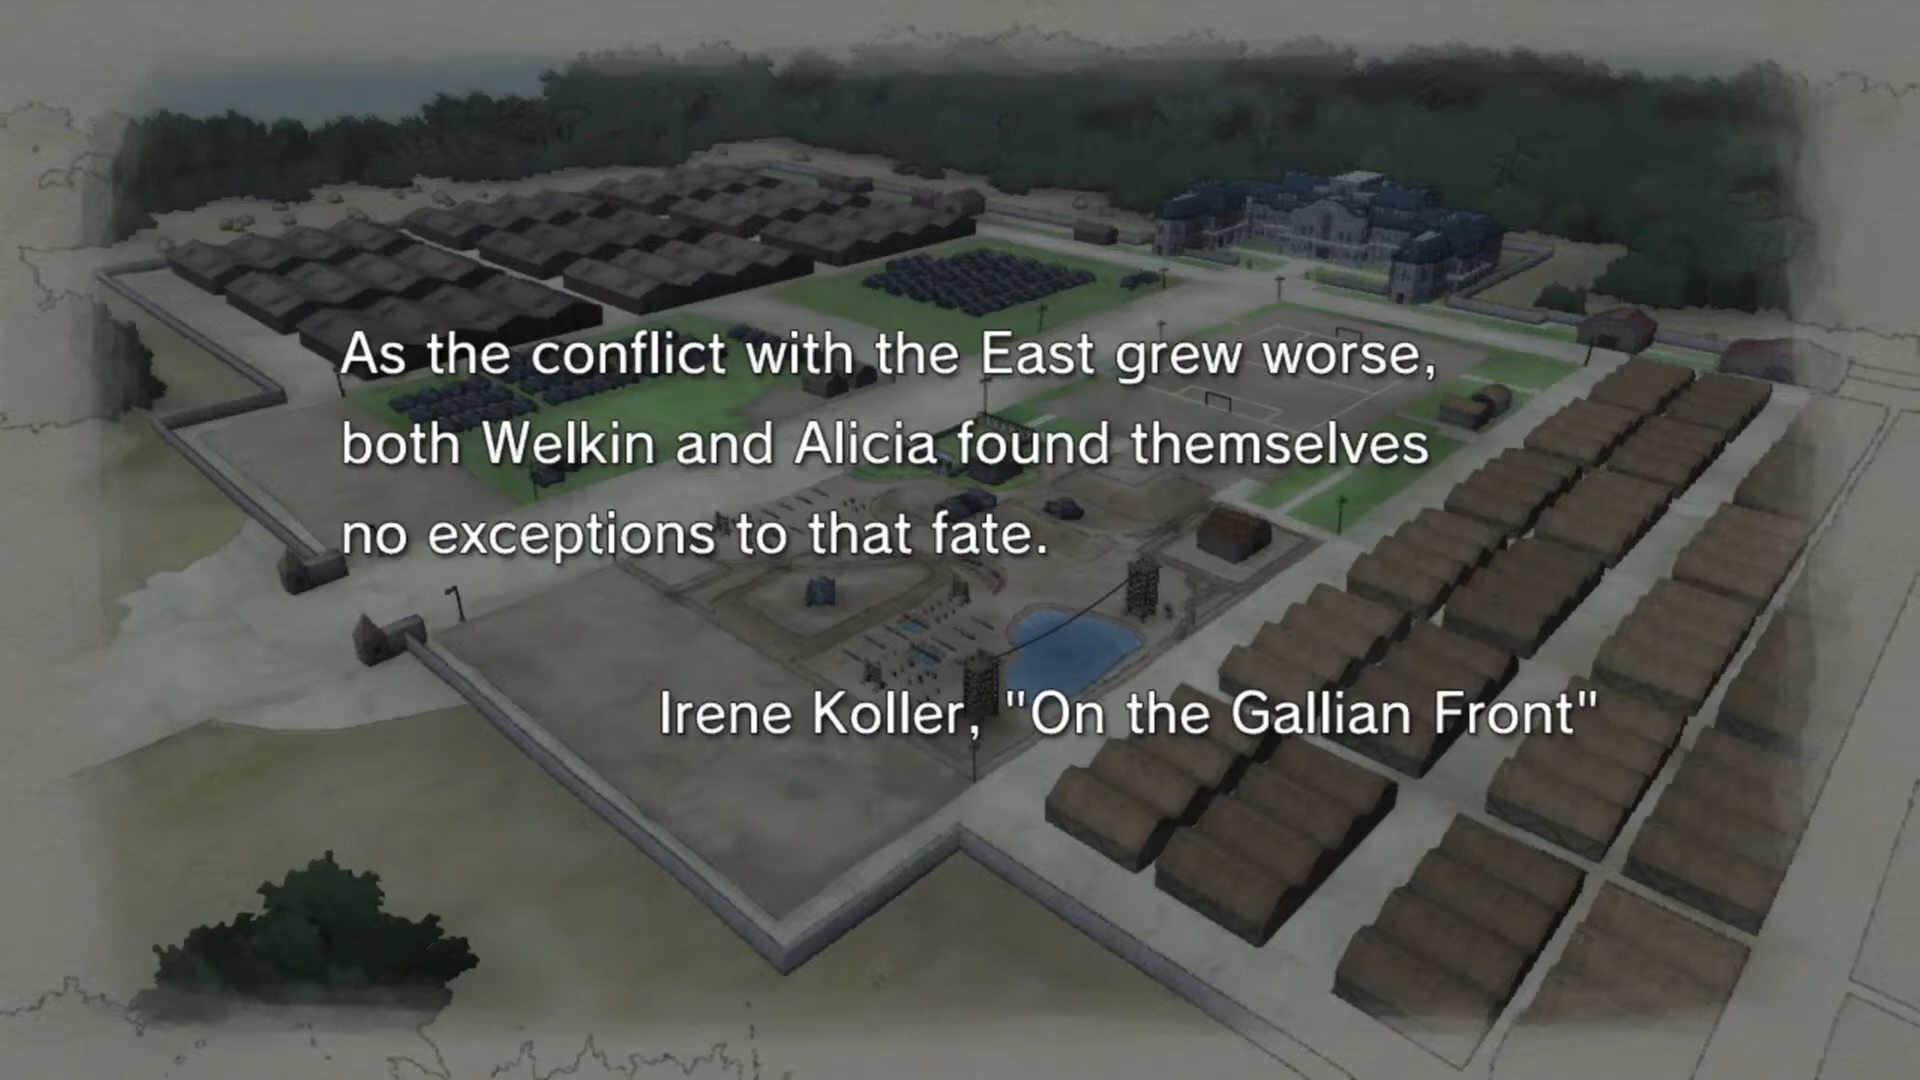 As the conflict with the East grew worse,
both Welkin and Alicia found themselves
no exceptions to that fate.
Irene Koller, "On the Gallian Front"